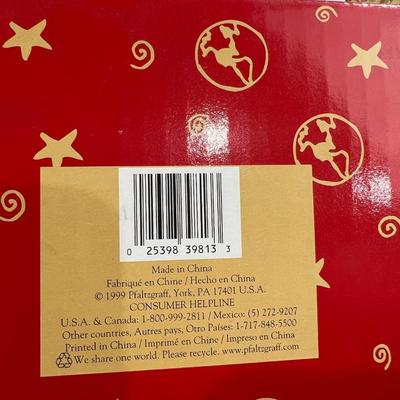 0 25398 39813 3
Made in China
Fabriqué en Chine / Hecho en China
© 1999 Pfaltzgraff, York, PA 17401 U.S.A.
CONSUMER HELPLINE
U.S.A. & Canada: 1-800-999-2811 / Mexico: (5) 272-9207
Other countries, Autres pays, Otro Países: 1-717-848-5500
Printed in China / Imprimé en Chine / Impreso en China
We share one world. Please recycle. www.pfaltzgraff.com